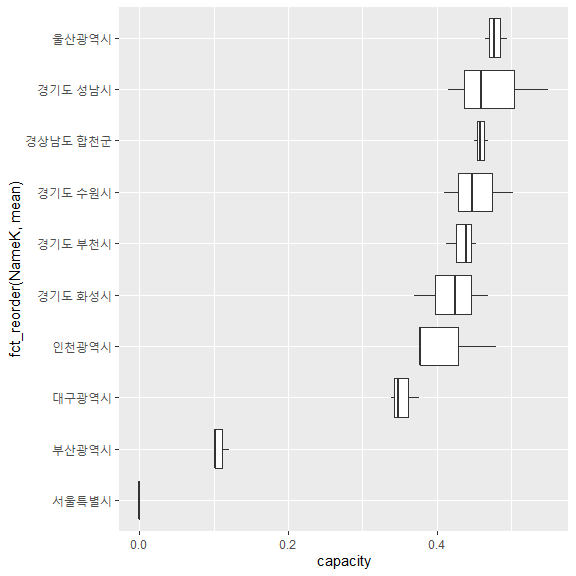 울산광역시
경기도 성남시
경상남도 합천군
경기도 수원시
경기도 부천시
경기도 화성시
인천광역시
대구광역시
부산광역시
서울특별시
fct_reorder(NameK, mean)
0.0 0.2 0.4
capacity